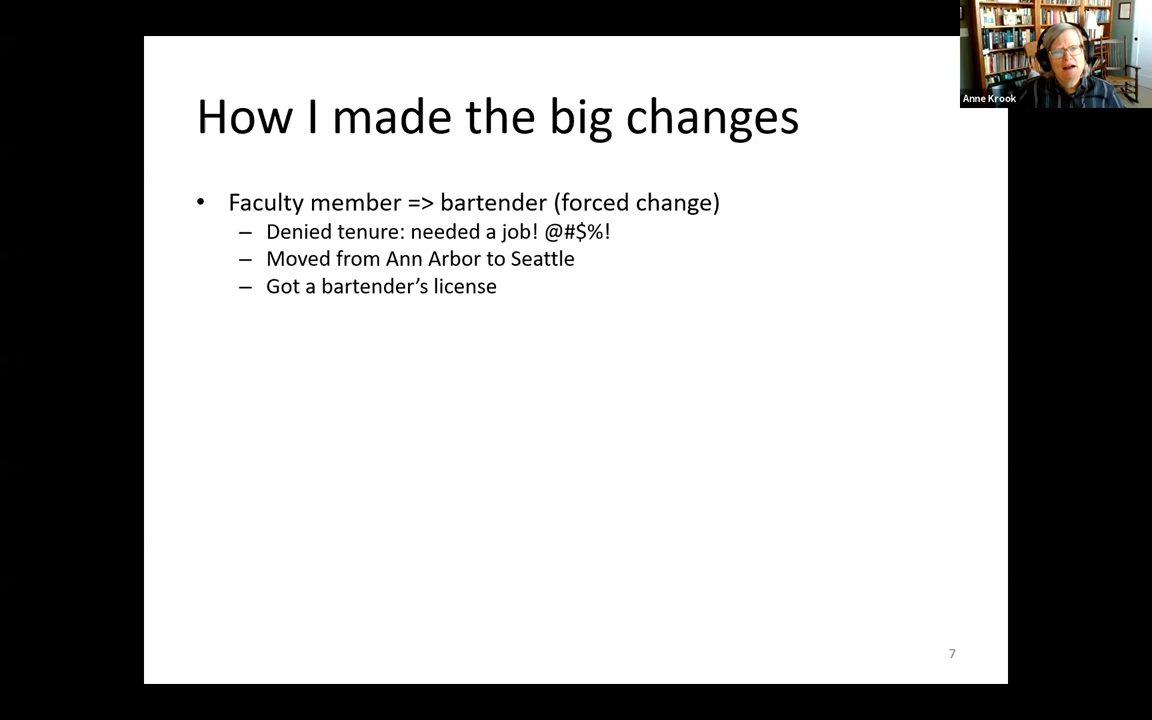 How I made the big changes
• Faculty member => bartender (forced change)
– Denied tenure: needed a job! @#$%!
– Moved from Ann Arbor to Seattle
– Got a bartender’s license
7
Anne Krook